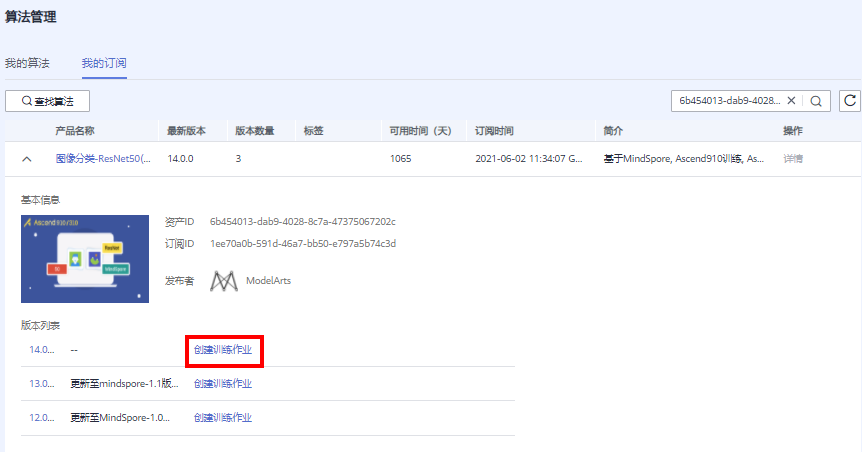 算法管理
我的算法 我的订阅
查找算法 6b454013-dab9-4028...
产品名称 最新版本 版本数量 标签 可用时间（天） 订阅时间 简介 操作
图像分类-ResNet50(... 14.0.0 3 1065 2021-06-02 11:34:07 G... 基于MindSpore, Ascend910训练, As... 详情
基本信息
Ascend 910/310
ResNet
50
MindSpore
资产ID 6b454013-dab9-4028-8c7a-47375067202c
订阅ID 1ee70a0b-591d-46a7-bb50-e797a5b74c3d
发布者 ModelArts
版本列表
14.0... -- 创建训练作业
13.0... 更新至mindspore-1.1版... 创建训练作业
12.0... 更新至MindSpore-1.0... 创建训练作业